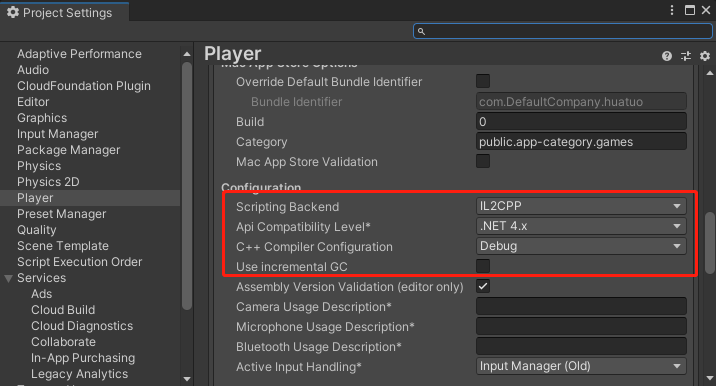 Project Settings
Adaptive Performance
Audio
CloudFoundation Plugin
Editor
Graphics
Input Manager
Package Manager
Physics
Physics 2D
Player
Preset Manager
Quality
Scene Template
Script Execution Order
Services
Ads
Cloud Build
Cloud Diagnostics
Collaborate
In-App Purchasing
Legacy Analytics
Player
Mac App Store Options
Override Default Bundle Identifier
Bundle Identifier com.DefaultCompany.huatuo
Build 0
Category public.app-category.games
Mac App Store Validation
Configuration
Scripting Backend IL2CPP
Api Compatibility Level* .NET 4.x
C++ Compiler Configuration Debug
Use incremental GC
Assembly Version Validation (editor only)
Camera Usage Description*
Microphone Usage Description*
Bluetooth Usage Description*
Active Input Handling* Input Manager (Old)